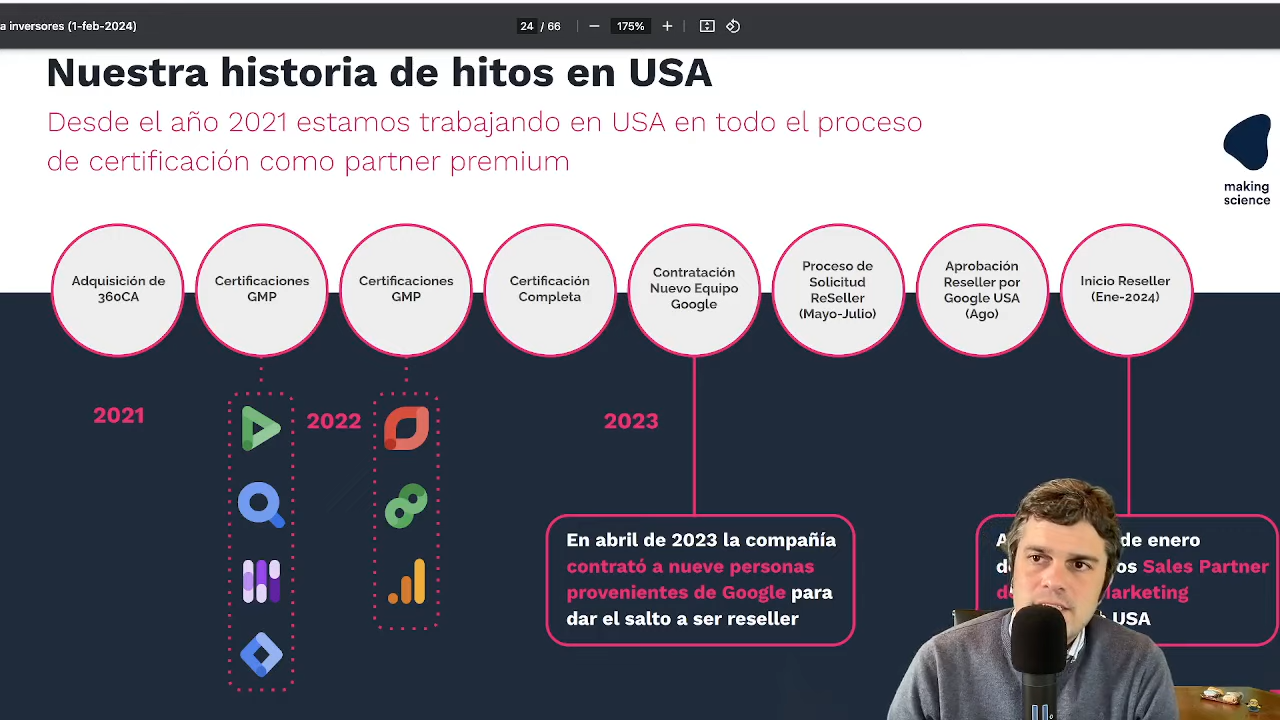 a inversores (1-feb-2024)
24 / 66
175%
Nuestra historia de hitos en USA
Desde el año 2021 estamos trabajando en USA en todo el proceso
de certificación como partner premium
making
science
Adquisición de
360CA
Certificaciones
GMP
Certificaciones
GMP
Certificación
Completa
Contratación
Nuevo Equipo
Google
Proceso de
Solicitud
ReSeller
(Mayo-Julio)
Aprobación
Reseller por
Google USA
(Ago)
Inicio Reseller
(Ene-2024)
2021
2022
2023
En abril de 2023 la compañía
contrató a nueve personas
provenientes de Google para
dar el salto a ser reseller
de enero
Sales Partner
USA